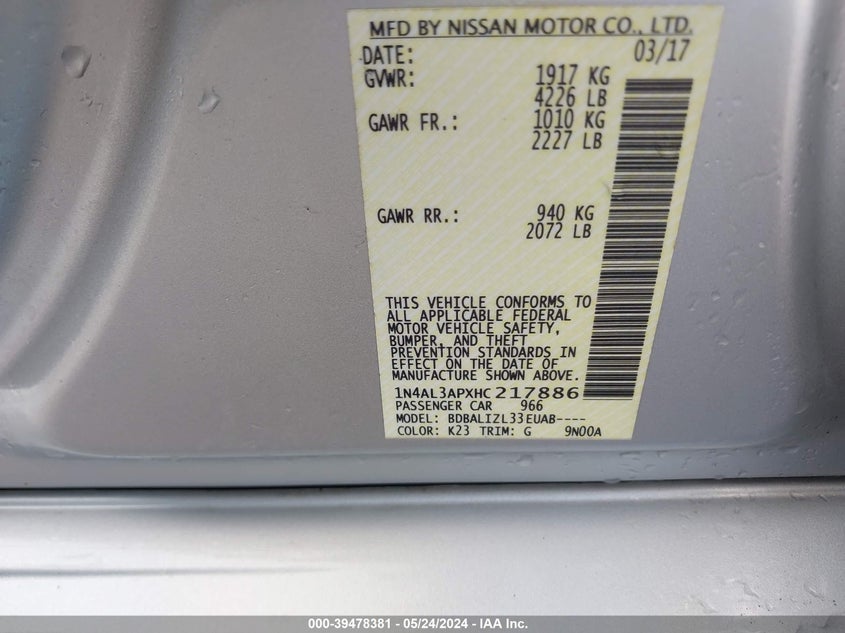 MFD BY NISSAN MOTOR CO., LTD.
DATE: 03/17
GVWR: 1917 KG
4226 LB
GAWR FR.: 1010 KG
2227 LB
GAWR RR.: 940 KG
2072 LB
THIS VEHICLE CONFORMS TO
ALL APPLICABLE FEDERAL
MOTOR VEHICLE SAFETY,
BUMPER, AND THEFT
PREVENTION STANDARDS IN
EFFECT ON THE DATE OF
MANUFACTURE SHOWN ABOVE.
1N4AL3APXHC217886
PASSENGER CAR 966
MODEL: BDBALIZL33EUAB----
COLOR: K23 TRIM: G 9N00A
000-39478381 - 05/24/2024 - IAA Inc.